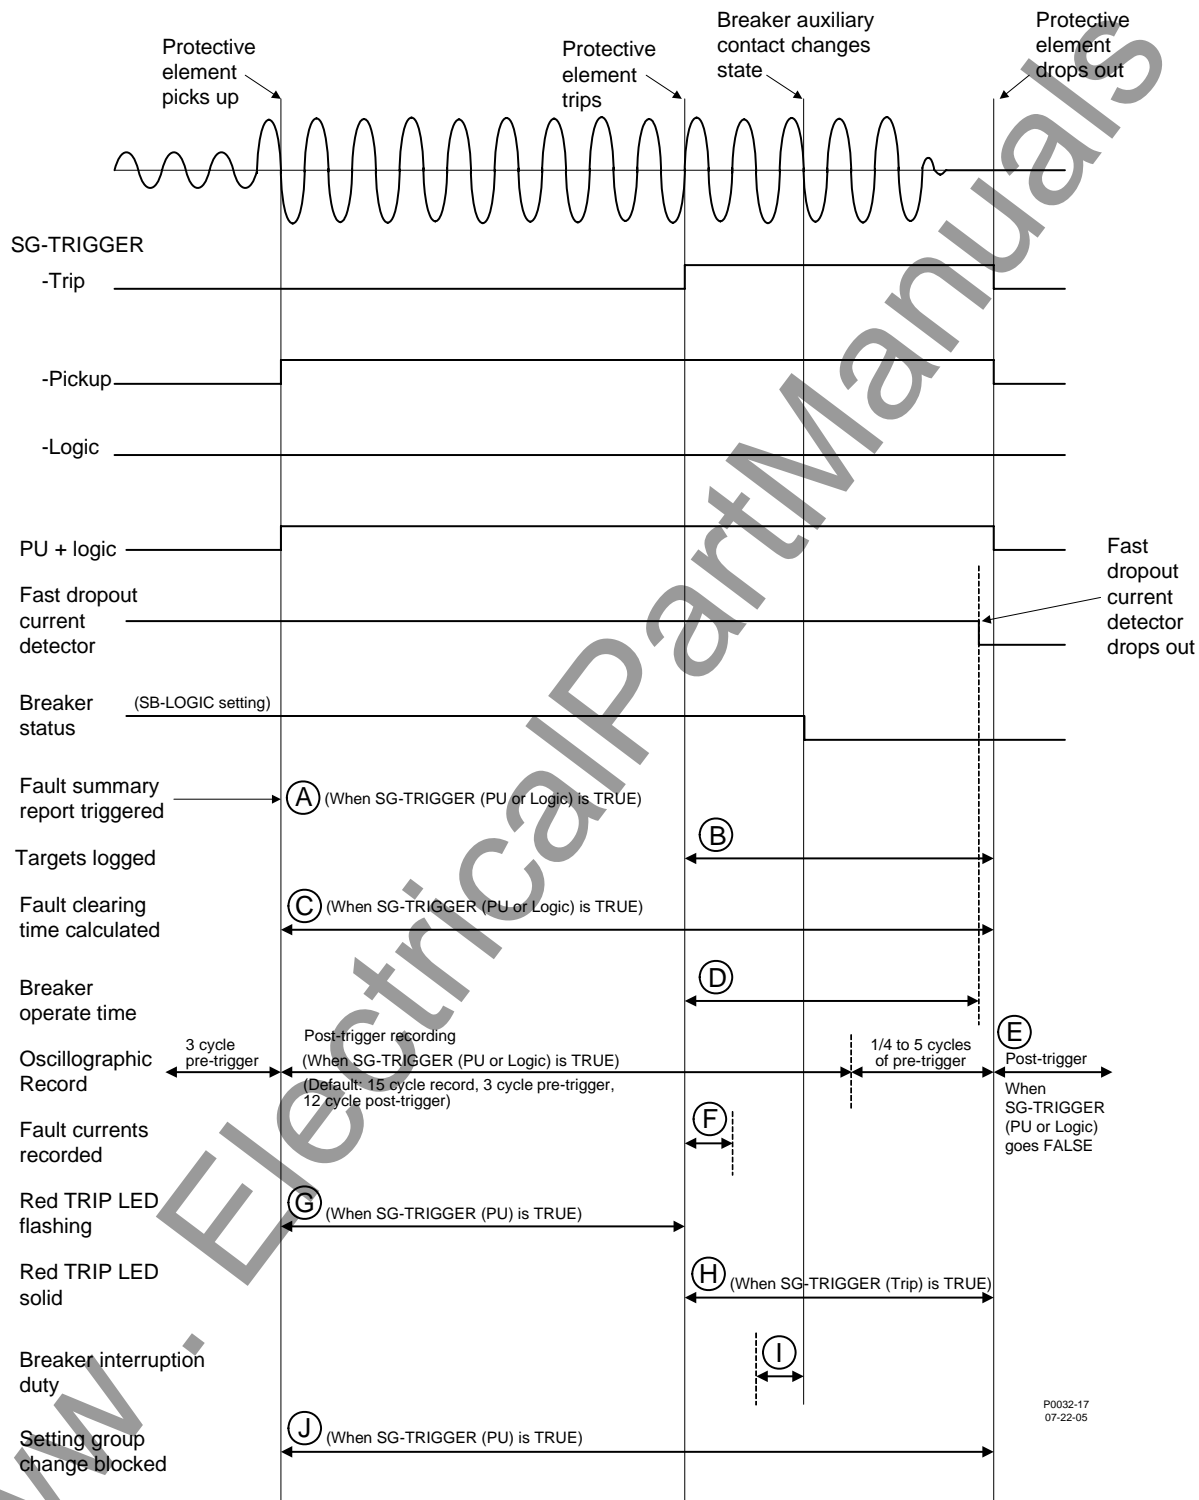 Protective
element
picks up
Protective
element
trips
Breaker auxiliary
contact changes
state
Protective
element
drops out
SG-TRIGGER
-Trip
-Pickup
-Logic
PU + logic
Fast dropout
current
detector
Fast
dropout
current
detector
drops out
Breaker
status
(SB-LOGIC setting)
Fault summary
report triggered
A (When SG-TRIGGER (PU or Logic) is TRUE)
Targets logged
B
Fault clearing
time calculated
C (When SG-TRIGGER (PU or Logic) is TRUE)
Breaker
operate time
D
Oscillographic
Record
3 cycle
pre-trigger
Post-trigger recording
(When SG-TRIGGER (PU or Logic) is TRUE)
(Default: 15 cycle record, 3 cycle pre-trigger,
12 cycle post-trigger)
1/4 to 5 cycles
of pre-trigger
E
Post-trigger
When
SG-TRIGGER
(PU or Logic)
goes FALSE
Fault currents
recorded
F
Red TRIP LED
flashing
G (When SG-TRIGGER (PU) is TRUE)
Red TRIP LED
solid
H (When SG-TRIGGER (Trip) is TRUE)
Breaker interruption
duty
I
Setting group
change blocked
J (When SG-TRIGGER (PU) is TRUE)
P0032-17
07-22-05
w . ElectricalPartManuals